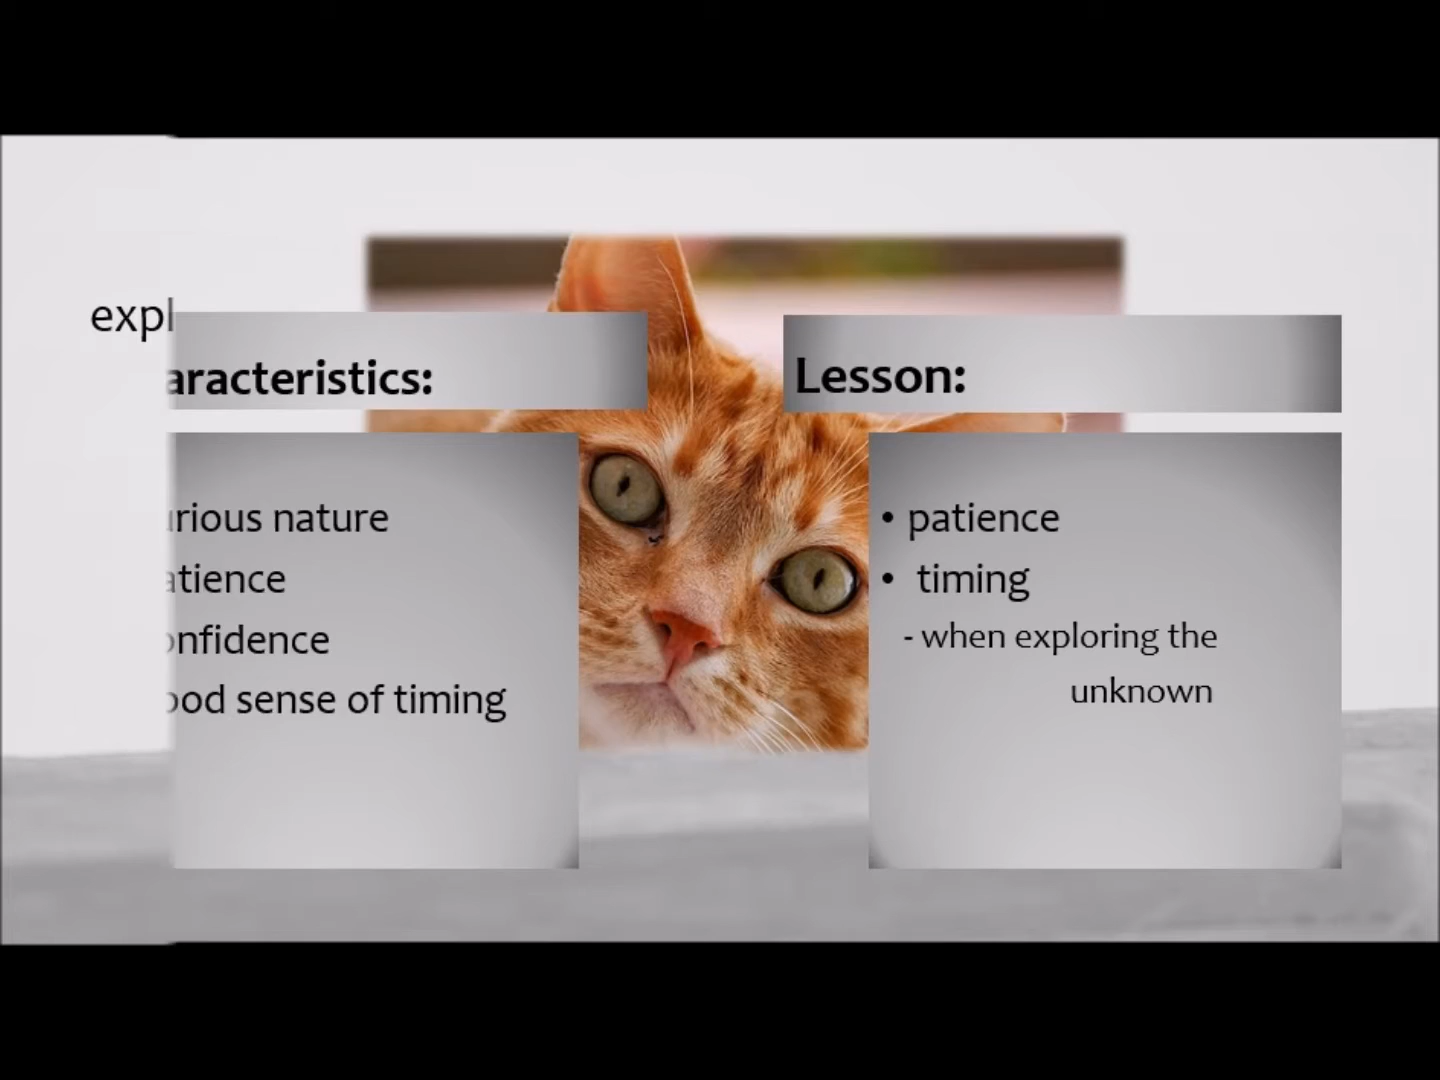 expl
aracteristics:
urious nature
atience
onfidence
ood sense of timing
Lesson:
• patience
• timing
- when exploring the
unknown